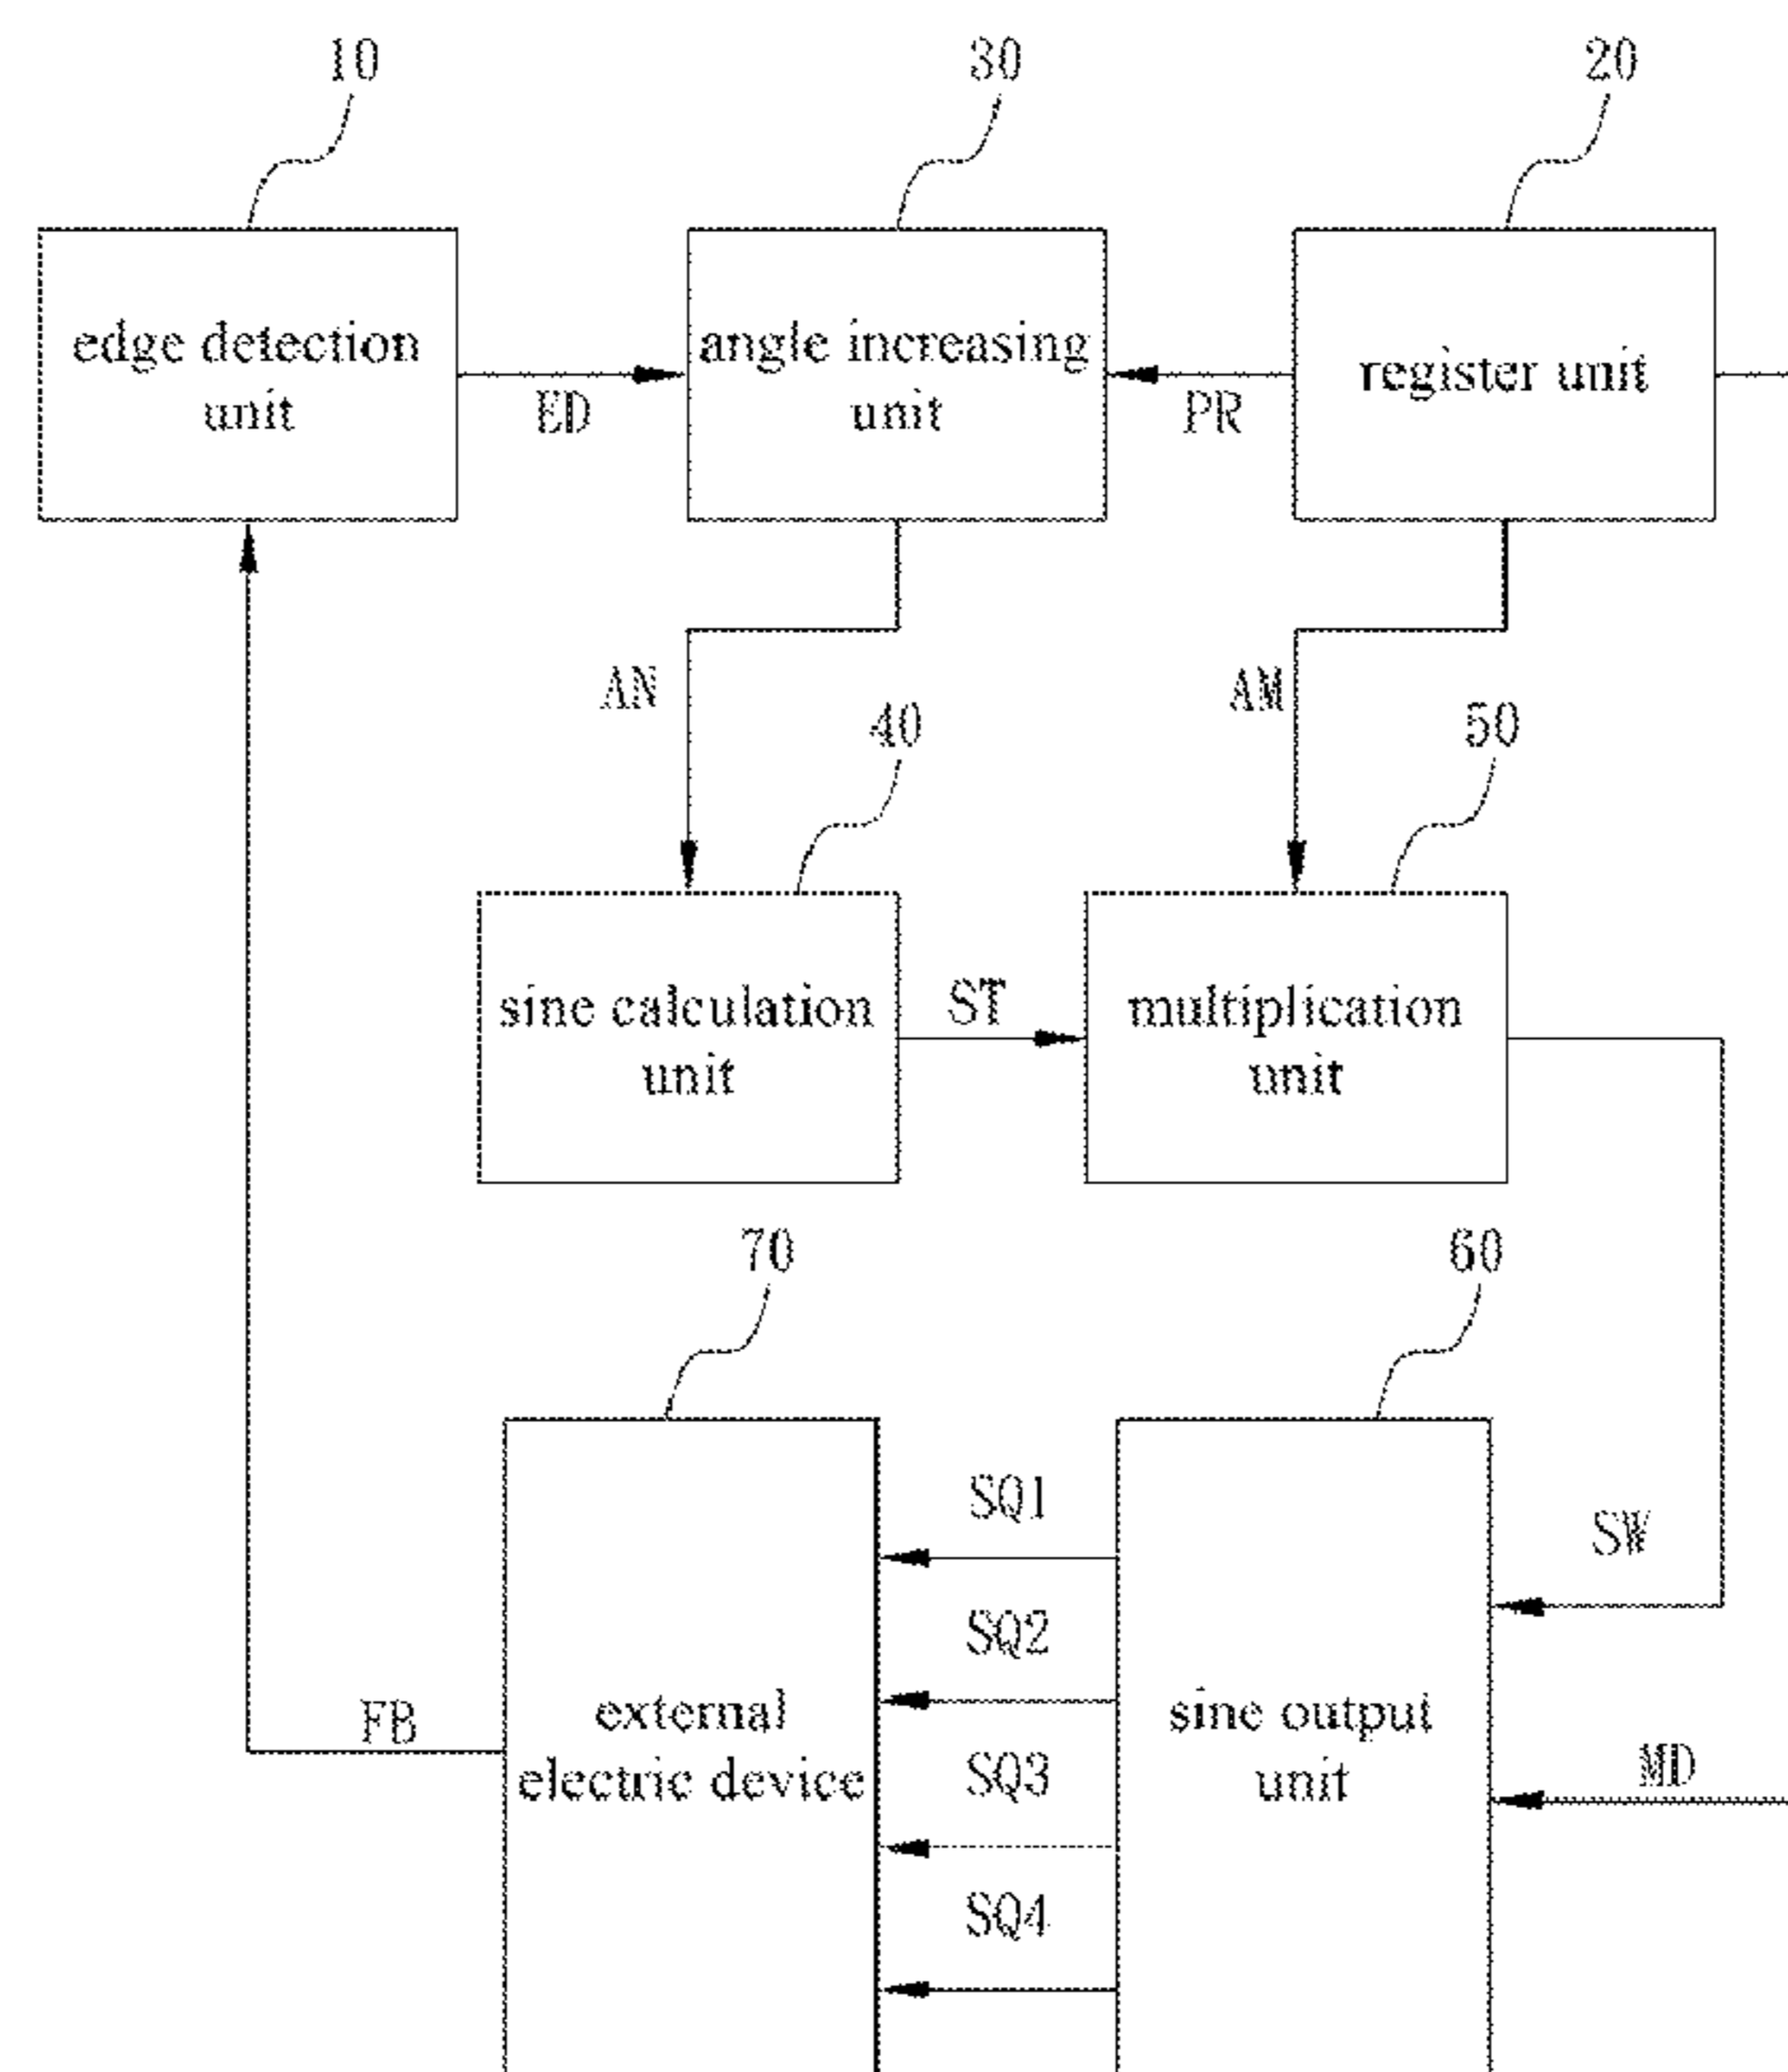 10
30
20
edge detection
unit
angle increasing
unit
register unit
ED
PR
AN
AM
40
50
sine calculation
unit
ST
multiplication
unit
70
60
SQ1
SW
SQ2
FB
external
electric device
sine output
unit
SQ3
MD
SQ4